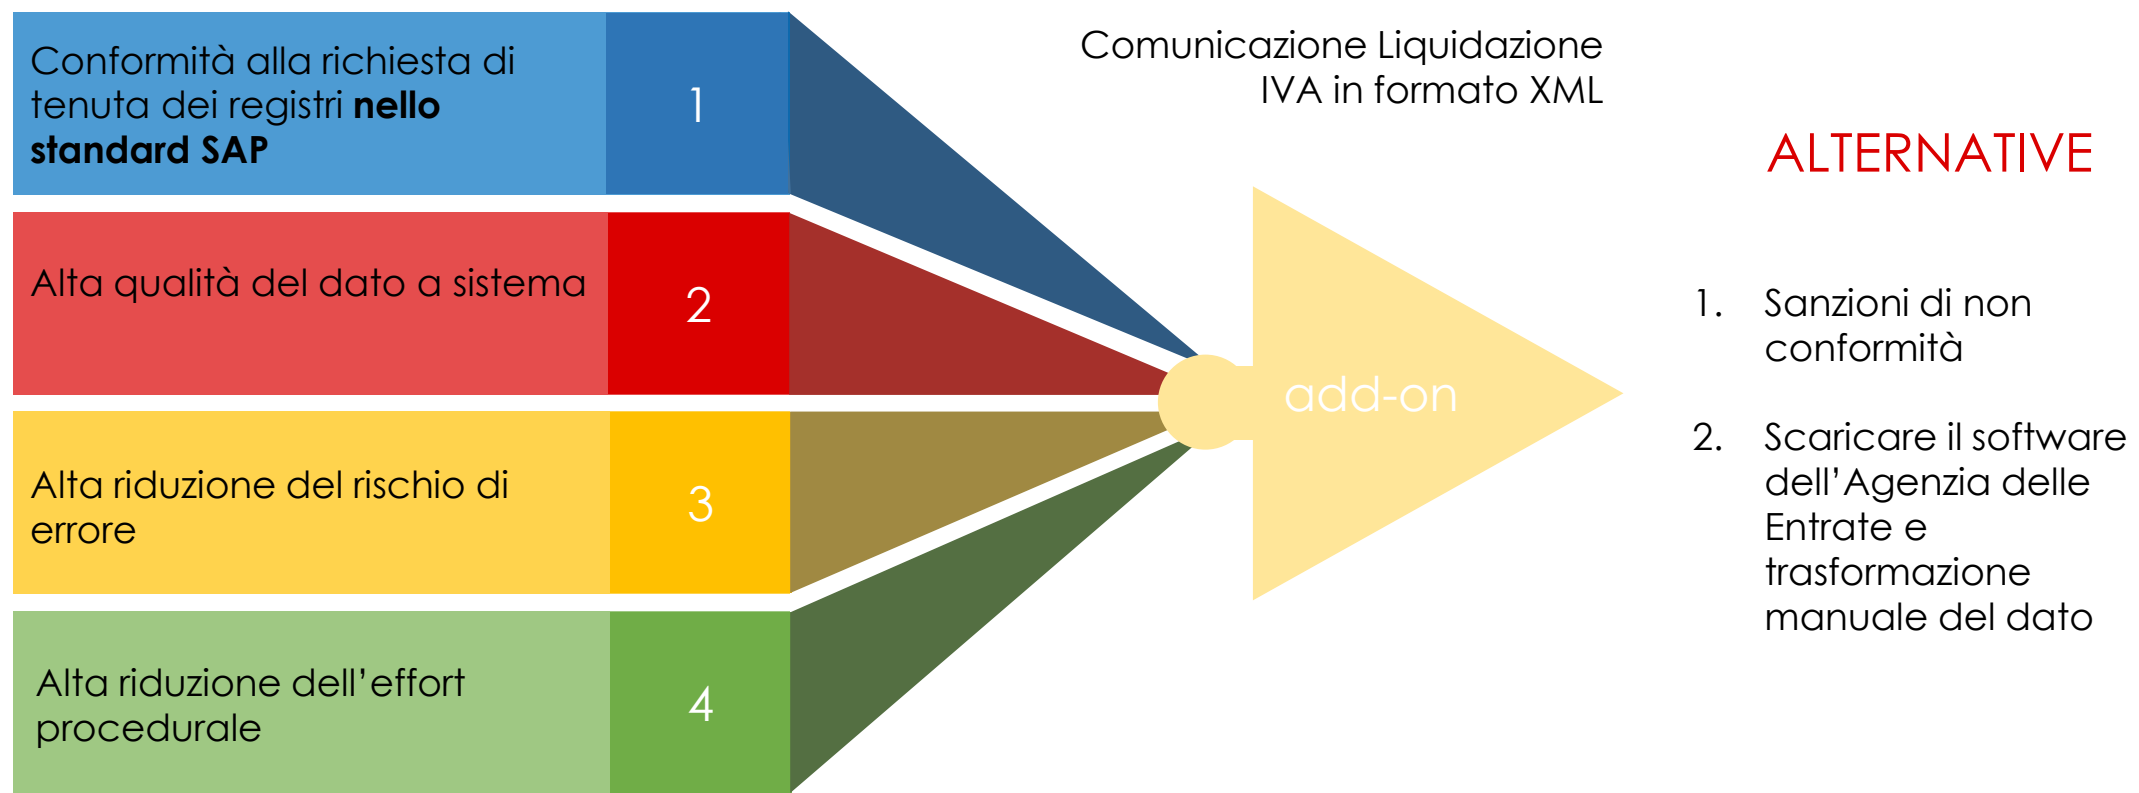 Conformità alla richiesta di
tenuta dei registri nello
standard SAP
1
Alta qualità del dato a sistema
2
Alta riduzione del rischio di
errore
3
Alta riduzione dell’effort
procedurale
4
Comunicazione Liquidazione
IVA in formato XML
add-on
ALTERNATIVE
1. Sanzioni di non
conformità
2. Scaricare il software
dell’Agenzia delle
Entrate e
trasformazione
manuale del dato